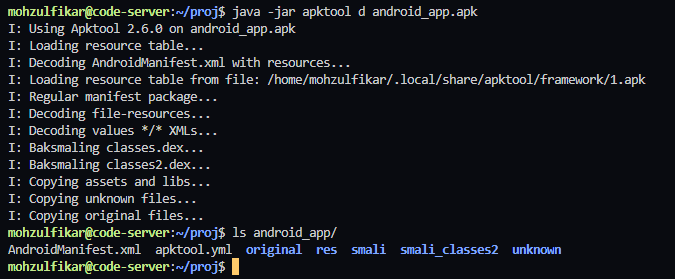 mohzulfikar@code-server:~/proj$ java -jar apktool d android_app.apk
I: Using Apktool 2.6.0 on android_app.apk
I: Loading resource table...
I: Decoding AndroidManifest.xml with resources...
I: Loading resource table from file: /home/mohzulfikar/.local/share/apktool/framework/1.apk
I: Regular manifest package...
I: Decoding file-resources...
I: Decoding values */* XMLs...
I: Baksmaling classes.dex...
I: Baksmaling classes2.dex...
I: Copying assets and libs...
I: Copying unknown files...
I: Copying original files...
mohzulfikar@code-server:~/proj$ ls android_app/
AndroidManifest.xml  apktool.yml  original  res  smali  smali_classes2  unknown
mohzulfikar@code-server:~/proj$